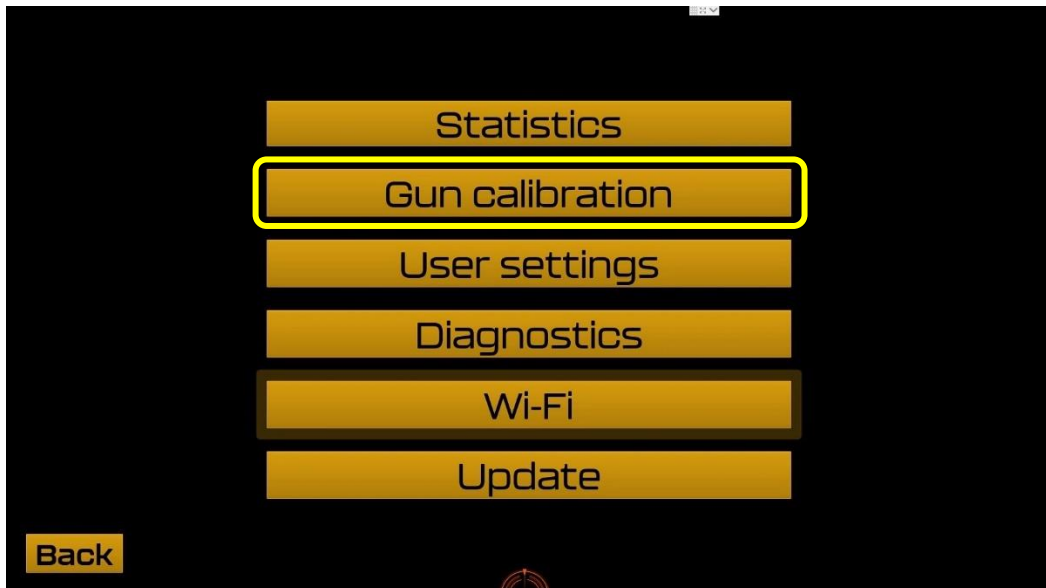 Statistics
Gun calibration
User settings
Diagnostics
Wi-Fi
Update
Back